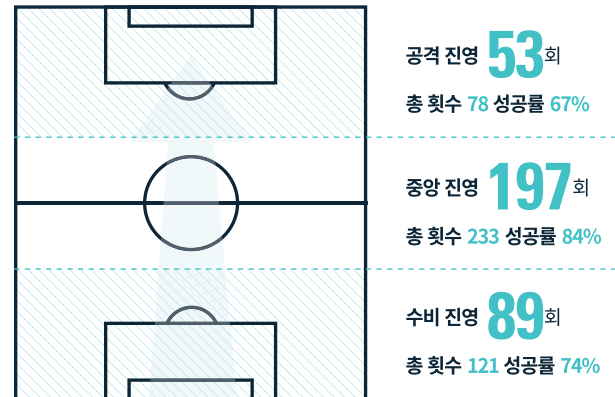 공격 진영 53회
총 횟수 78 성공률 67%
중앙 진영 197회
총 횟수 233 성공률 84%
수비 진영 89회
총 횟수 121 성공률 74%